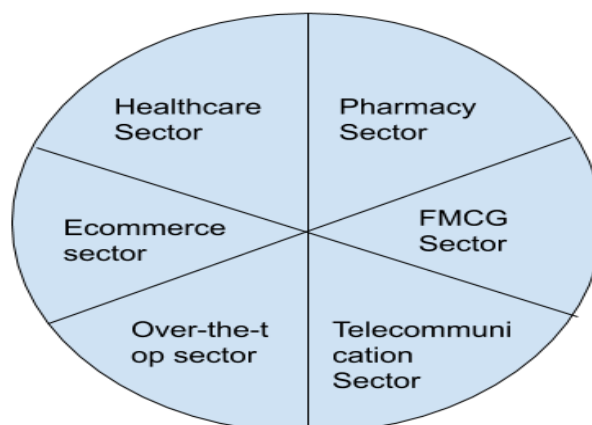 Healthcare
Sector
Pharmacy
Sector
Ecommerce
sector
FMCG
Sector
Over-the-t
op sector
Telecommuni
cation
Sector